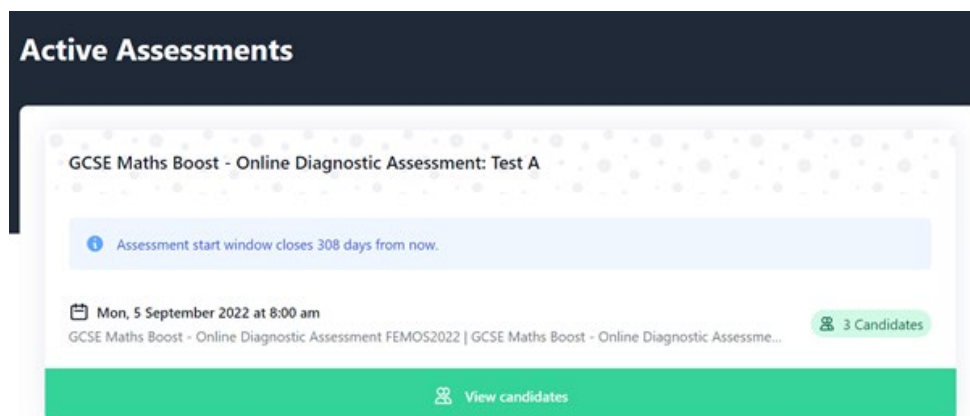 Active Assessments
GCSE Maths Boost - Online Diagnostic Assessment: Test A
Assessment start window closes 308 days from now.
Mon, 5 September 2022 at 8:00 am
GCSE Maths Boost - Online Diagnostic Assessment FEMOS2022 | GCSE Maths Boost - Online Diagnostic Assessme...
3 Candidates
View candidates